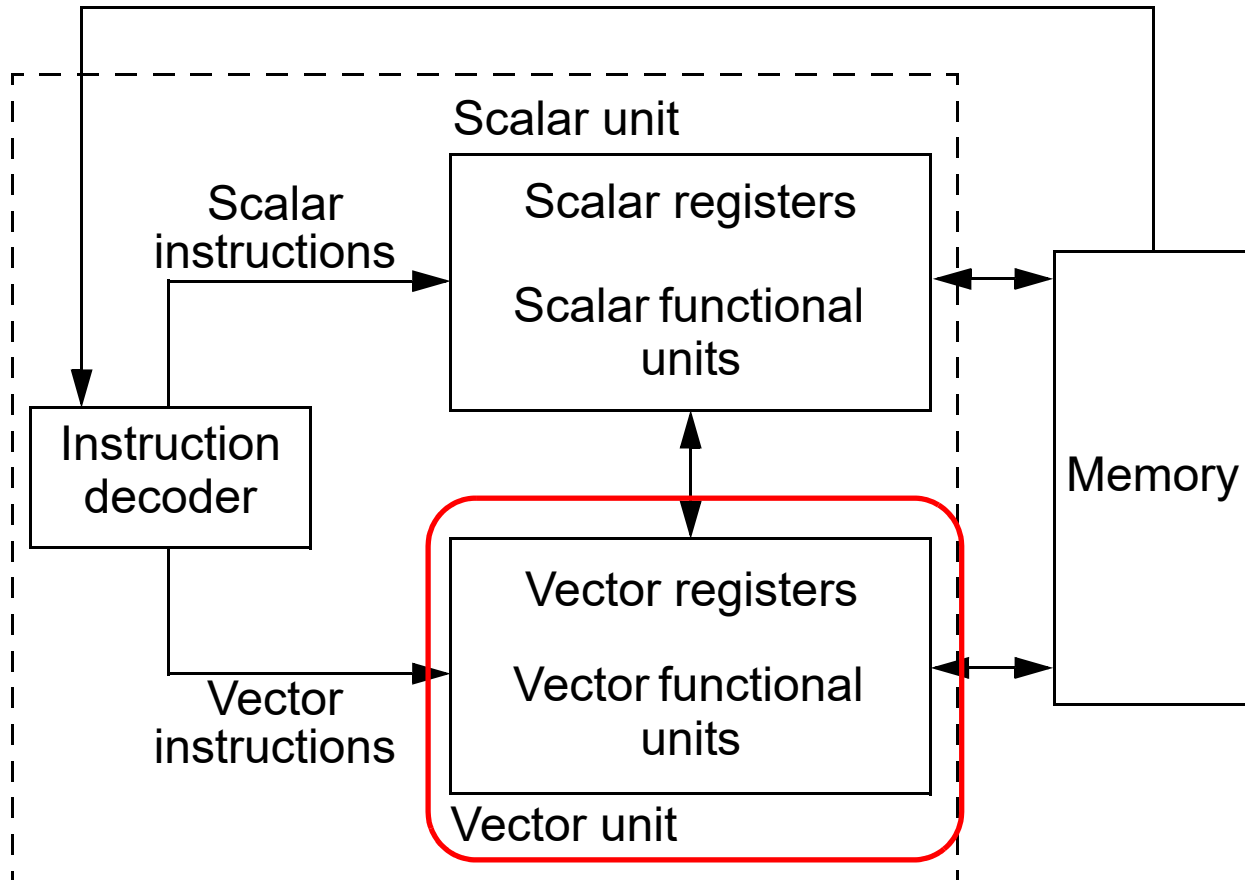 Scalar unit
Scalar registers
Scalar
instructions
Scalar functional
units
Instruction
decoder
Memory
Vector registers
Vector functional
units
Vector
instructions
Vector unit